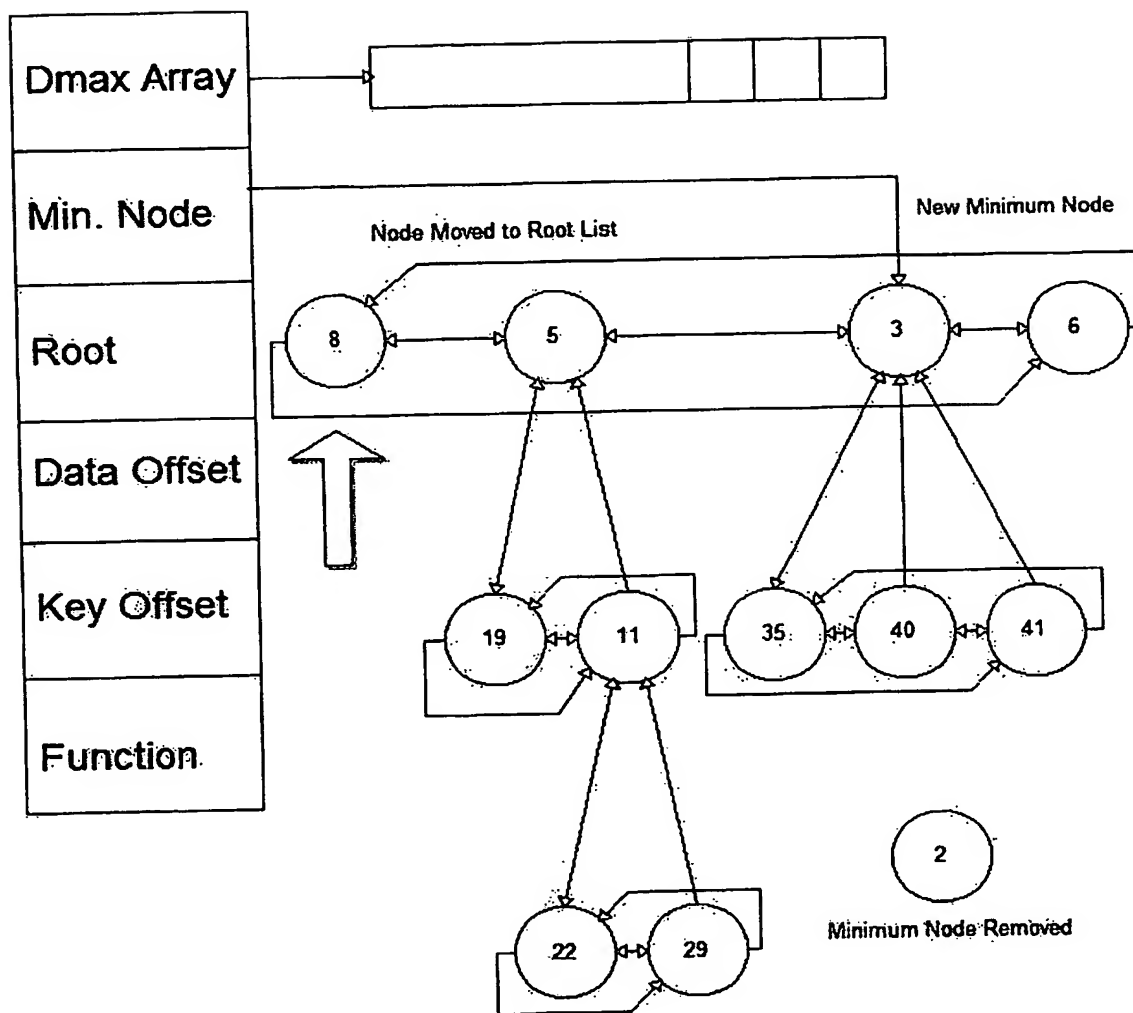 Dmax Array
Min. Node
New Minimum Node
Node Moved to Root List
Root
8
5
3
6
Data Offset
Key Offset
19
11
35
40
41
Function
2
Minimum Node Removed
22
29